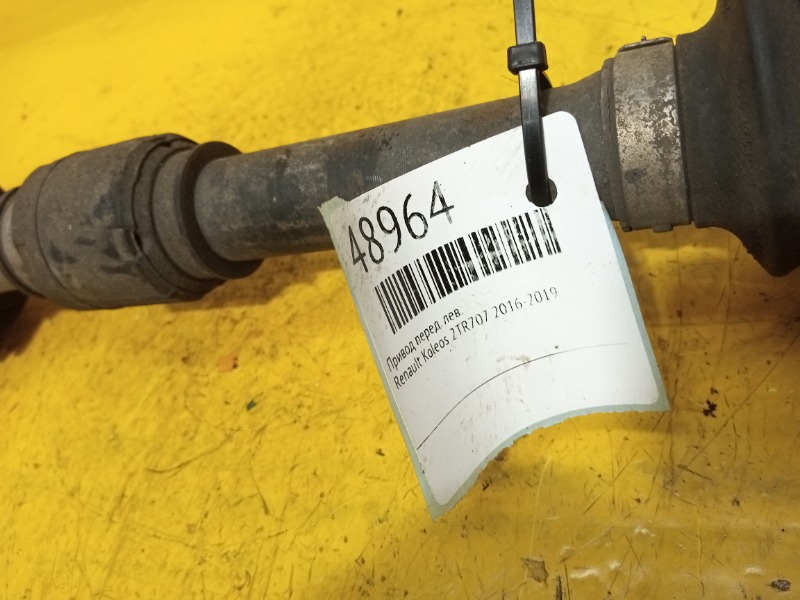 48964
Привод перед. лев.
Renault Koleos 2TR707 2016-2019